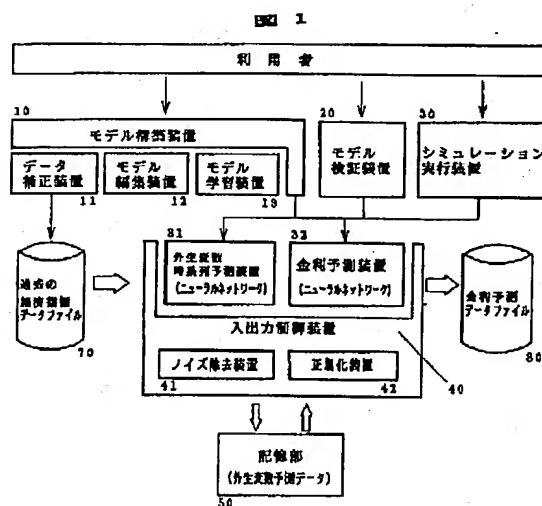 図 1
利用者
10
モデル構築装置
データ
補正装置
11
モデル
編集装置
12
モデル
学習装置
13
20
モデル
検証装置
30
シミュレーション
実行装置
過去の
経済指標
データファイル
70
31
外生変数
時系列予測装置
(ニューラルネットワーク)
32
金利予測装置
(ニューラルネットワーク)
入出力制御装置
ノイズ除去装置
41
正規化装置
42
40
金利予測
データファイル
80
記憶部
(外生変数予測データ)
50